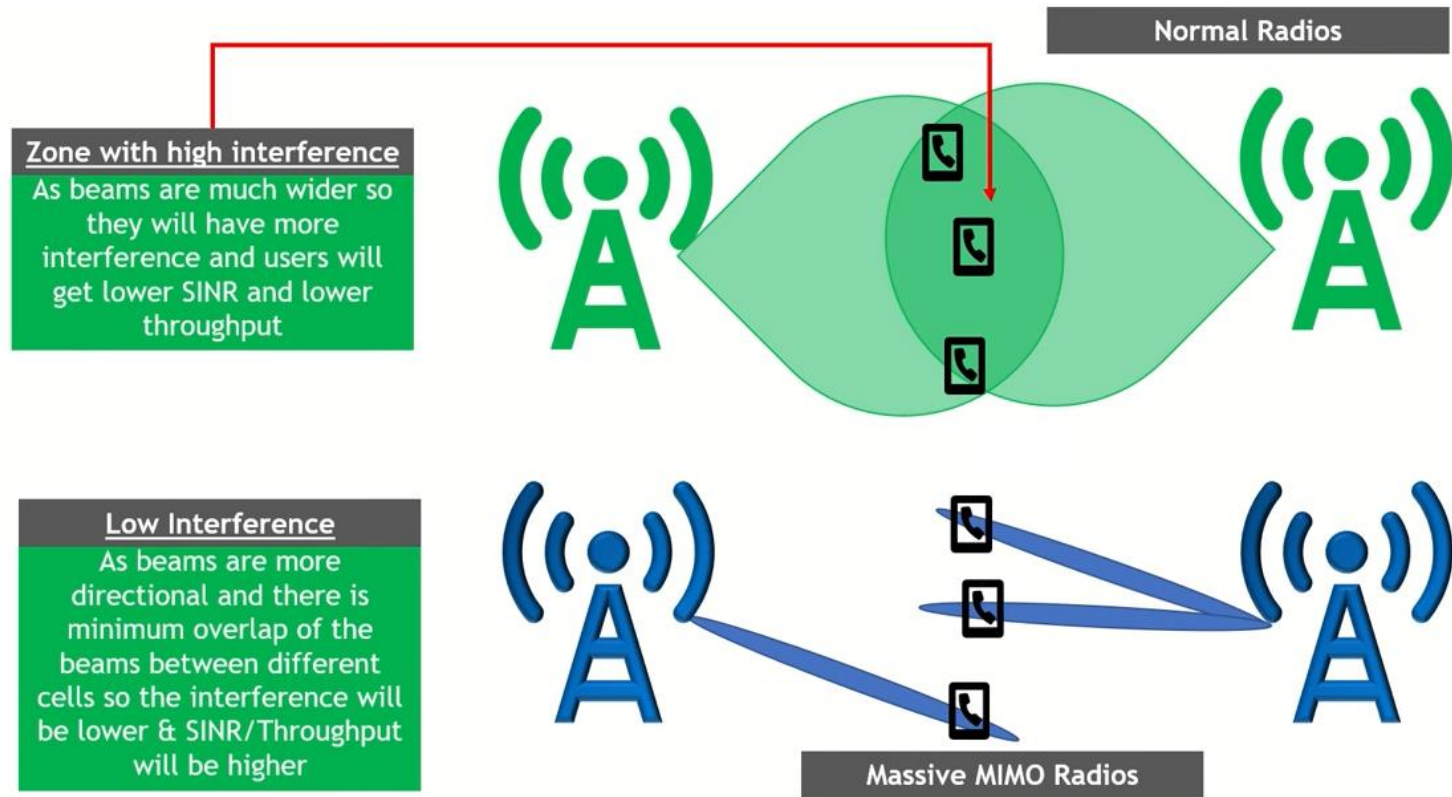 Normal Radios
Zone with high interference
As beams are much wider so
they will have more
interference and users will
get lower SINR and lower
throughput
Low Interference
As beams are more
directional and there is
minimum overlap of the
beams between different
cells so the interference will
be lower & SINR/Throughput
will be higher
Massive MIMO Radios